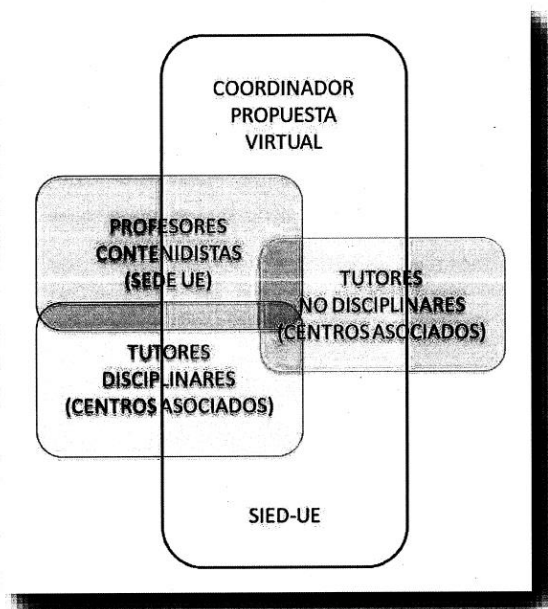 COORDINADOR
PROPUESTA
VIRTUAL
PROFESORES
CONTENIDISTAS
(SEDE UE)
TUTORES
NO DISCIPLINARES
(CENTROS ASOCIADOS)
TUTORES
DISCIPLINARES
(CENTROS ASOCIADOS)
SIED-UE